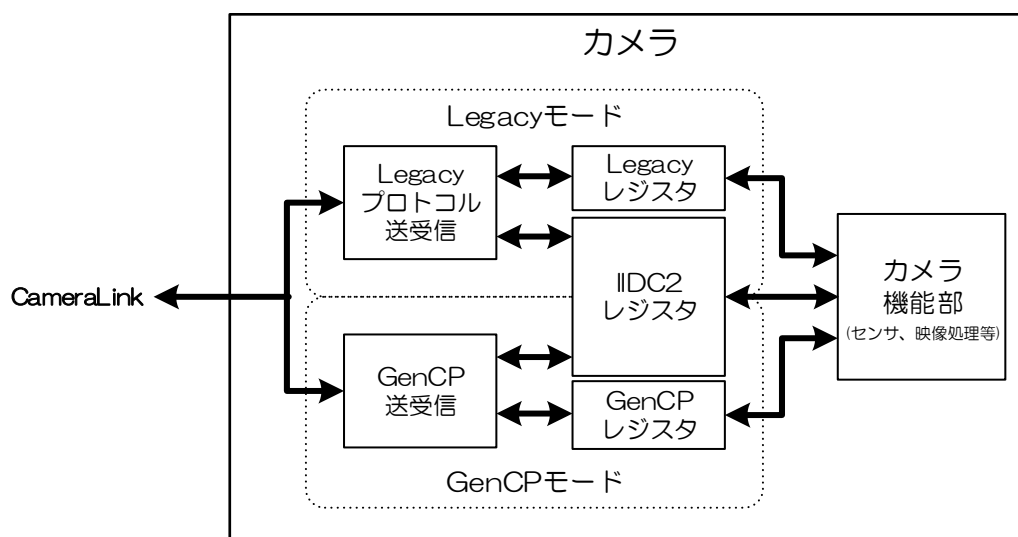 カメラ
Legacyモード
Legacy
プロトコル
送受信
Legacy
レジスタ
IIDC2
レジスタ
CameraLink
カメラ
機能部
(センサ、映像処理等)
GenCP
送受信
GenCP
レジスタ
GenCPモード